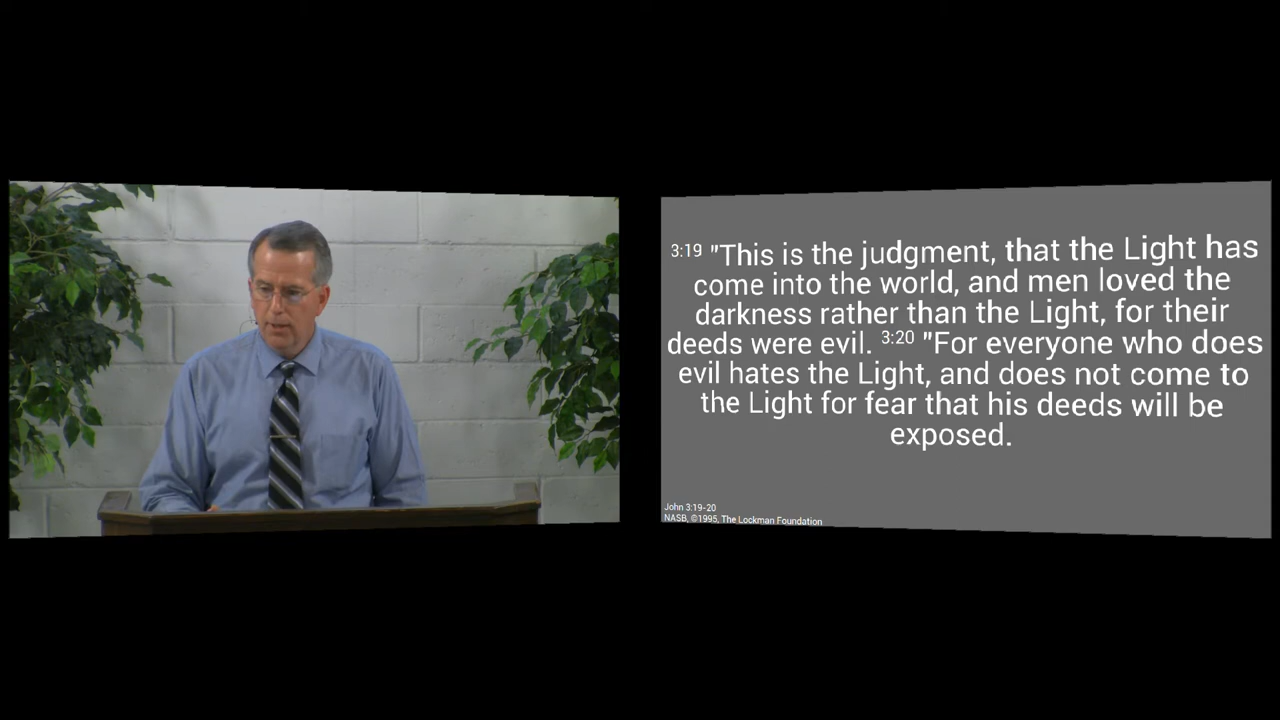 3:19 "This is the judgment, that the Light has
come into the world, and men loved the
darkness rather than the Light, for their
deeds were evil. 3:20 "For everyone who does
evil hates the Light, and does not come to
the Light for fear that his deeds will be
exposed.
John 3:19-20
NASB, ©1995, The Lockman Foundation